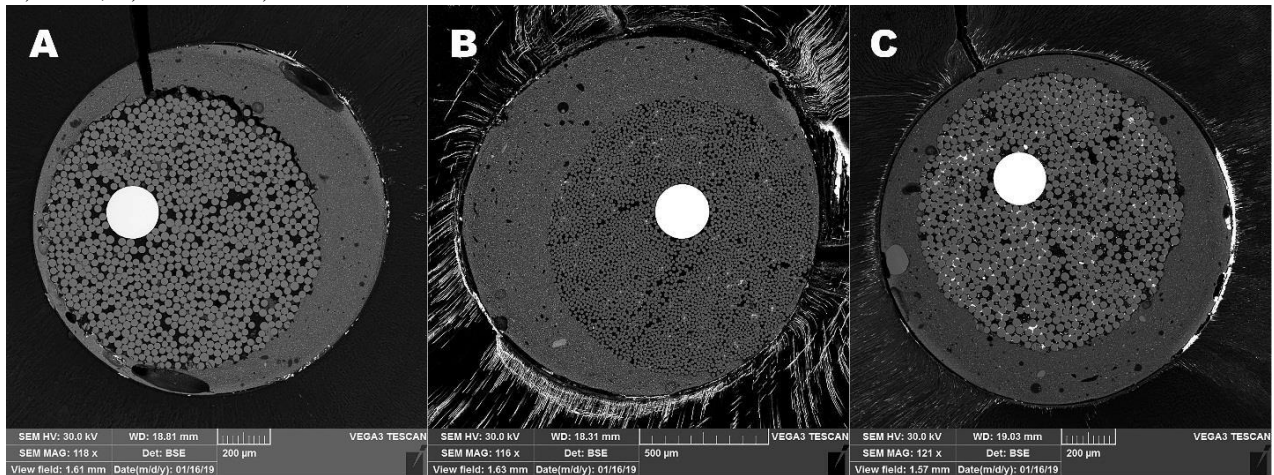 A
B
C
SEM HV: 30.0 kV WD: 18.81 mm VEGA3 TESCAN
SEM MAG: 118 x Det: BSE 200 µm
View field: 1.61 mm Date(m/d/y): 01/16/19
SEM HV: 30.0 kV WD: 18.31 mm VEGA3 TESCAN
SEM MAG: 116 x Det: BSE 500 µm
View field: 1.63 mm Date(m/d/y): 01/16/19
SEM HV: 30.0 kV WD: 19.03 mm VEGA3 TESCAN
SEM MAG: 121 x Det: BSE 200 µm
View field: 1.57 mm Date(m/d/y): 01/16/19